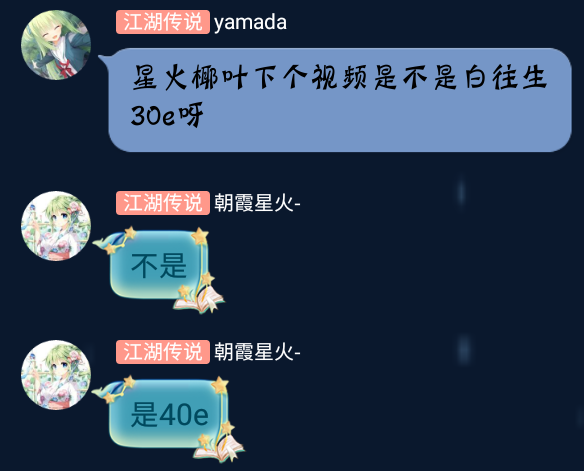 江湖传说 yamada
星火椰叶下个视频是不是白往生
30e呀
江湖传说 朝霞星火-
不是
江湖传说 朝霞星火-
是40e